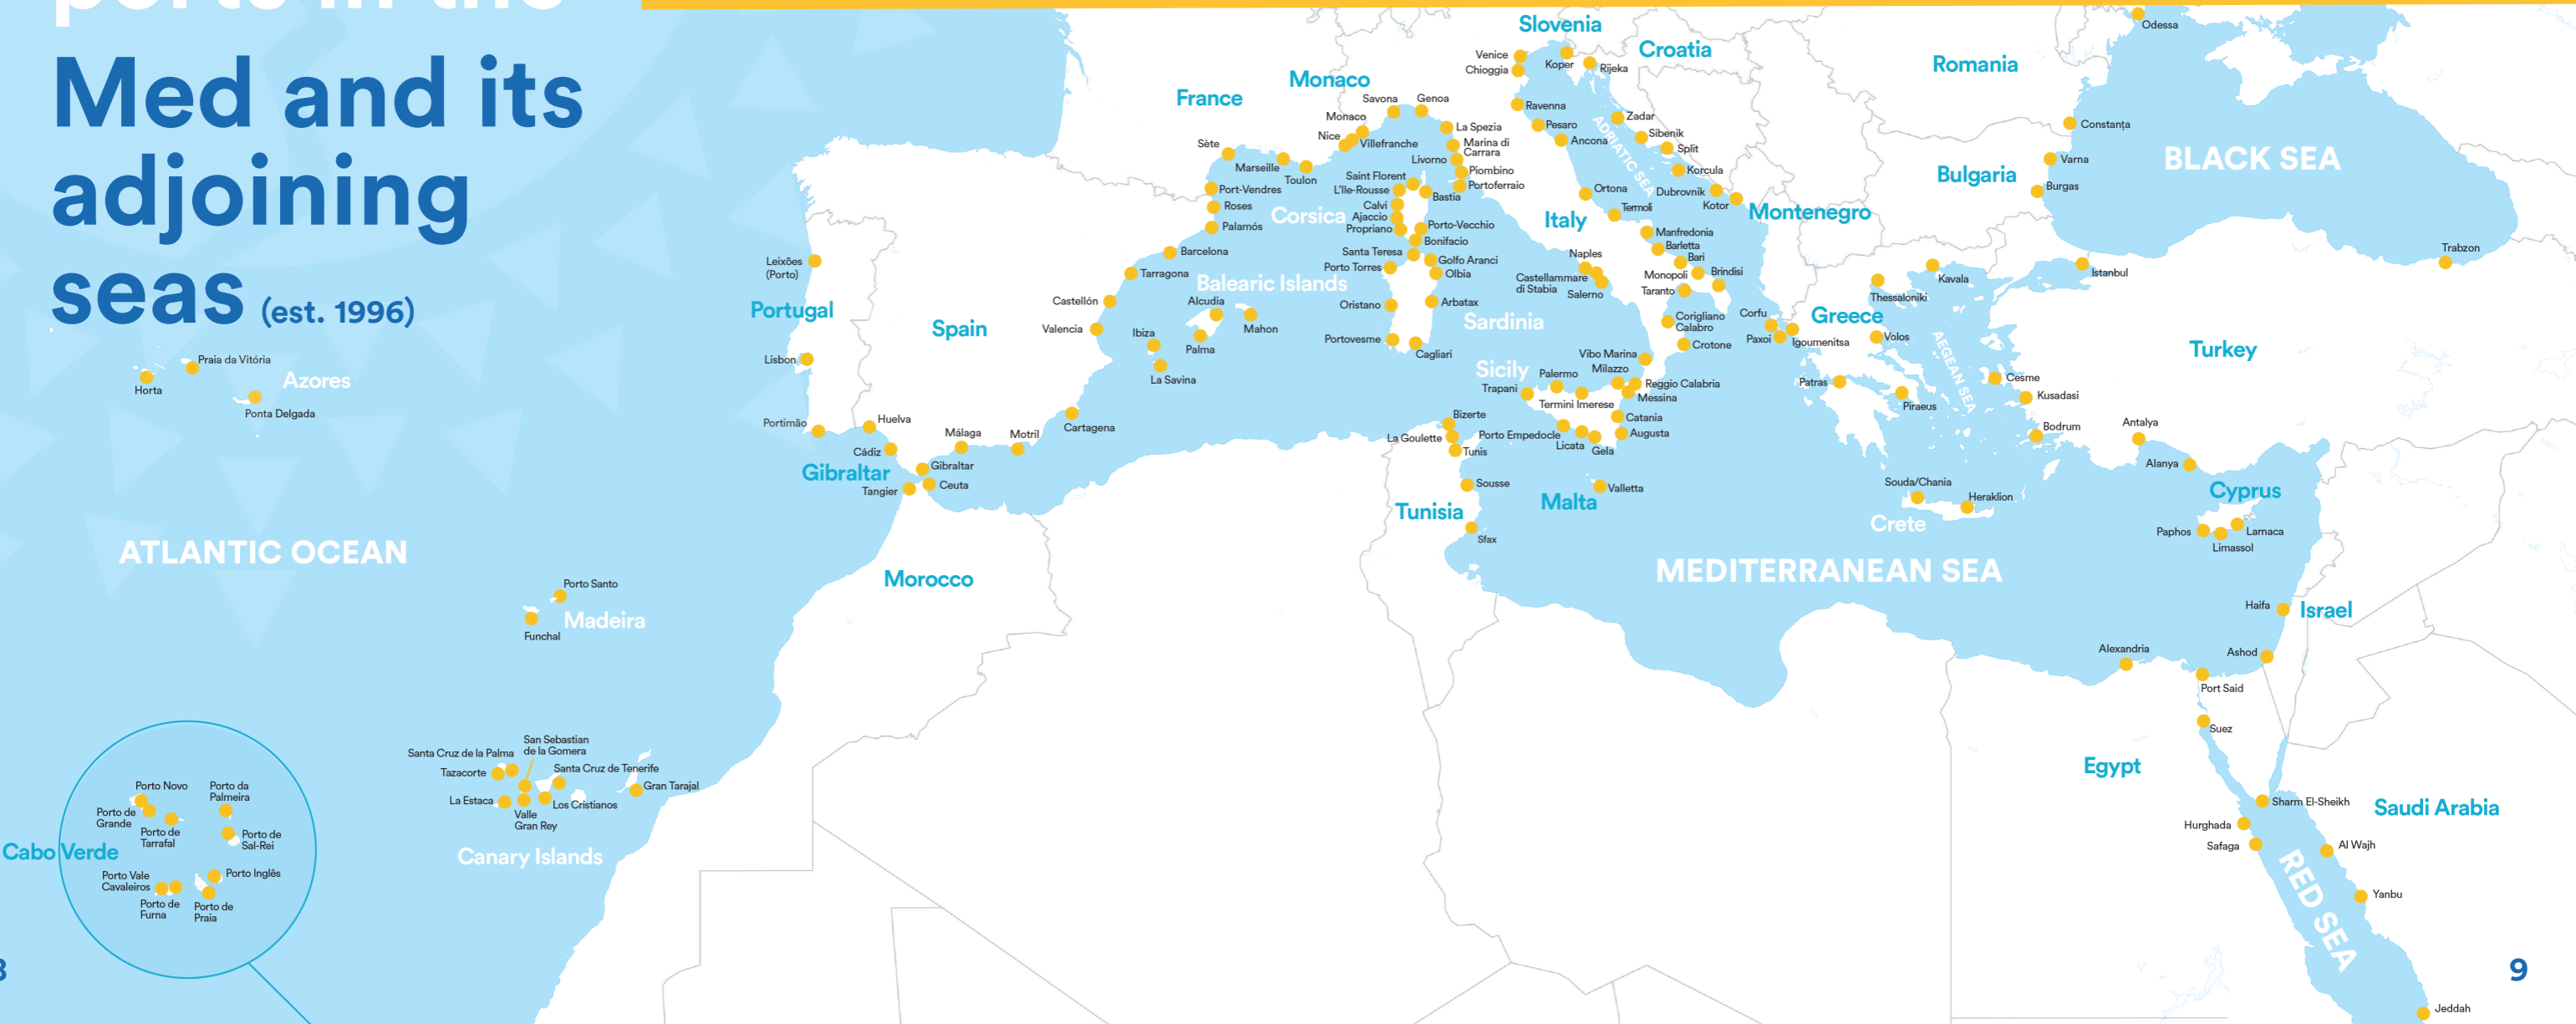 ports in the
Med and its
adjoining
seas (est. 1996)
Slovenia
Croatia
Romania
Odessa
Venice
Chioggia
Koper
Rijeka
Monaco
France
Savona
Genoa
Ravenna
Zadar
Constanța
Monaco
La Spezia
Pesaro
Sibenik
Nice
Villefranche
Marina di
Carrara
Ancona
ADRIATIC SEA
Split
Sète
Marseille
Toulon
Livorno
Varna
BLACK SEA
Piombino
Korcula
Saint Florent
Portoferraio
Bulgaria
Burgas
Port-Vendres
L'Ile-Rousse
Bastia
Ortona
Dubrovnik
Roses
Calvi
Kotor
Termoli
Corsica
Ajaccio
Italy
Montenegro
Palamós
Propriano
Porto-Vecchio
Manfredonia
Bonifacio
Barletta
Barcelona
Santa Teresa
Naples
Bari
Trabzon
Leixões
(Porto)
Golfo Aranci
Porto Torres
Olbia
Tarragona
Castellammare
di Stabia
Monopoli
Brindisi
Kavala
Istanbul
Balearic Islands
Salerno
Taranto
Thessaloniki
Castellón
Alcudia
Oristano
Arbatax
Portugal
Spain
Sardinia
Corigliano
Calabro
Corfu
Greece
Valencia
Ibiza
Mahon
Palma
Portovesme
Cagliari
Crotone
Paxoi
Igoumenitsa
Volos
AEGEAN SEA
Turkey
Praia da Vitória
Lisbon
Vibo Marina
Horta
Azores
La Savina
Sicily
Palermo
Milazzo
Reggio Calabria
Patras
Cesme
Trapani
Messina
Kusadasi
Ponta Delgada
Termini Imerese
Piraeus
Portimão
Huelva
Cartagena
Bizerte
Catania
Bodrum
Antalya
Málaga
Motril
La Goulette
Porto Empedocle
Licata
Gela
Augusta
Cádiz
Tunis
Gibraltar
Gibraltar
Alanya
Tangier
Ceuta
Sousse
Malta
Valletta
Souda/Chania
Heraklion
Cyprus
Tunisia
Crete
Paphos
Larnaca
Limassol
Sfax
ATLANTIC OCEAN
Morocco
MEDITERRANEAN SEA
Porto Santo
Madeira
Funchal
Haifa
Israel
Alexandria
Ashod
Port Said
Suez
San Sebastian
de la Gomera
Santa Cruz de la Palma
Tazacorte
Santa Cruz de Tenerife
Gran Tarajal
La Estaca
Valle
Gran Rey
Los Cristianos
Canary Islands
Egypt
Sharm El-Sheikh
Saudi Arabia
Hurghada
Safaga
Al Wajh
RED SEA
Yanbu
Jeddah
Porto Novo
Porto da
Palmeira
Porto de
Grande
Porto de
Tarrafal
Porto de
Sal-Rei
Cabo Verde
Porto Vale
Cavaleiros
Porto Inglês
Porto de
Furna
Porto de
Praia
9